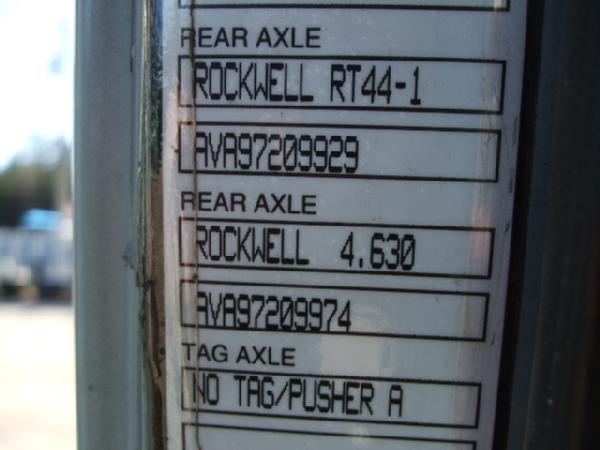 REAR AXLE
ROCKWELL RT44-1
AVA97209929
REAR AXLE
ROCKWELL 4.630
AVA97209974
TAG AXLE
NO TAG/PUSHER A